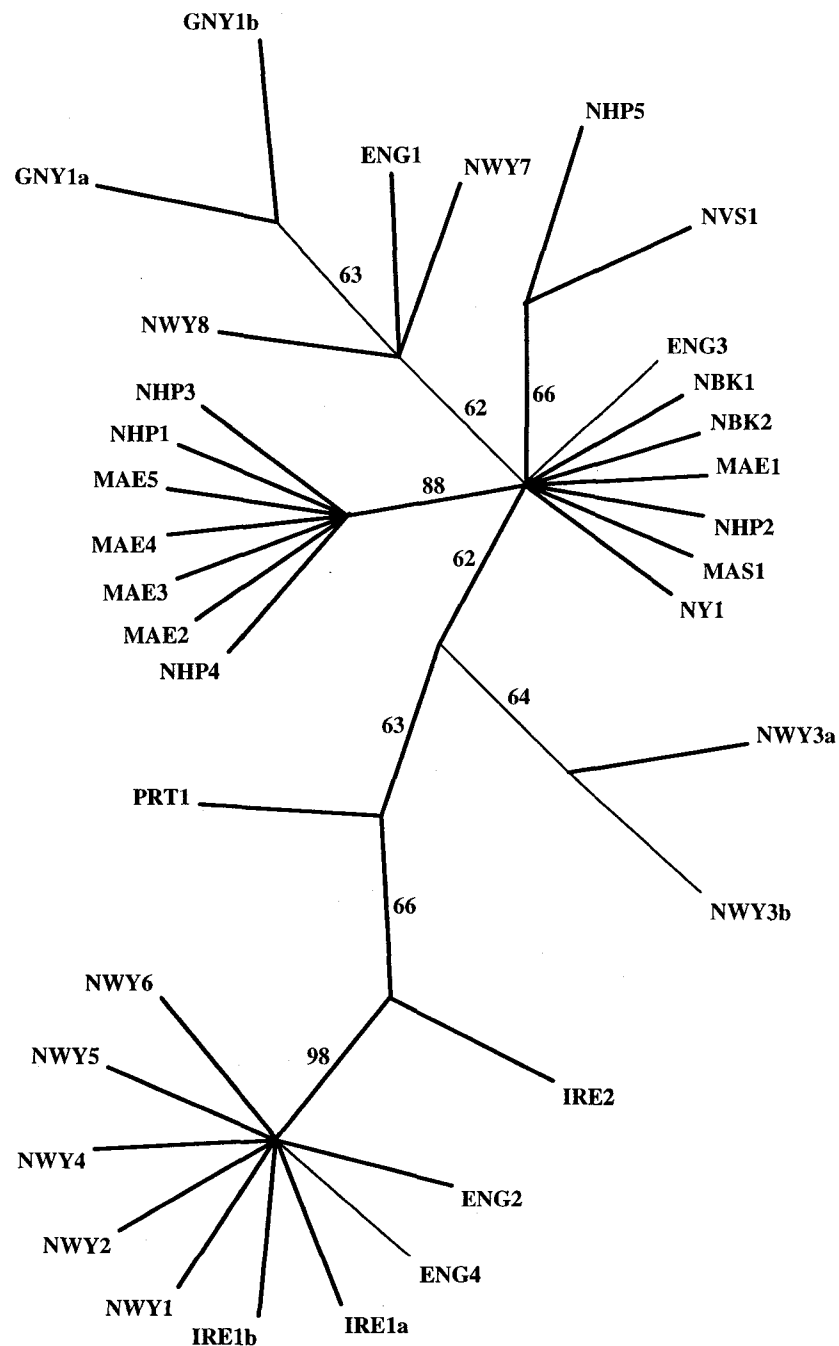 GNY1b
NHP5
ENG1
NWY7
GNY1a
NVS1
63
NWY8
ENG3
NHP3
NBK1
66
62
NBK2
NHP1
MAE1
MAE5
88
NHP2
MAE4
62
MAS1
MAE3
NY1
MAE2
NHP4
64
63
NWY3a
PRT1
66
NWY3b
NWY6
98
NWY5
IRE2
NWY4
ENG2
NWY2
ENG4
NWY1
IRE1a
IRE1b